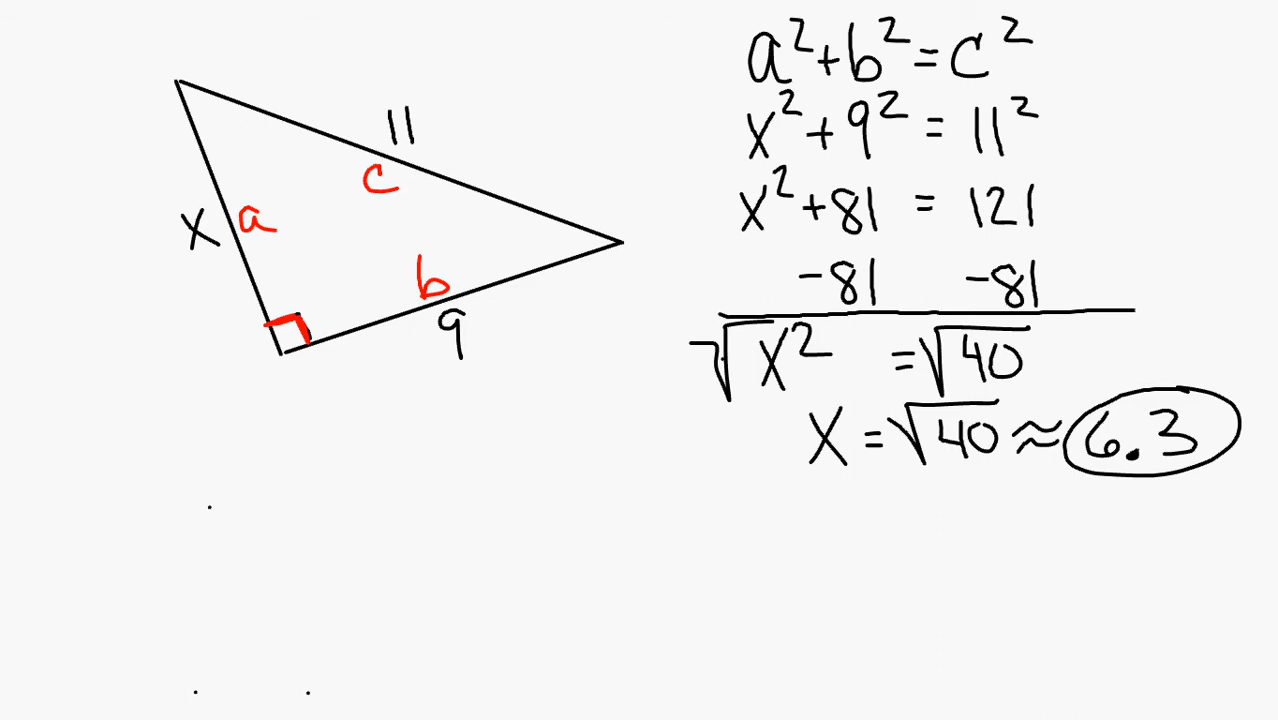 11
c
x a
b
9
a²+b²=c²
x²+9²=11²
x²+81=121
-81 -81
√x²=√40
x=√40≈6.3